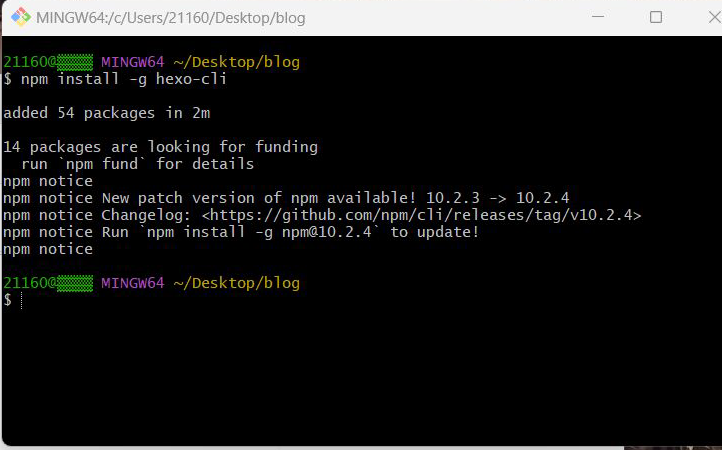 MINGW64:/c/Users/21160/Desktop/blog
21160@▒▒▒▒ MINGW64 ~/Desktop/blog
$ npm install -g hexo-cli
added 54 packages in 2m
14 packages are looking for funding
  run `npm fund` for details
npm notice
npm notice New patch version of npm available! 10.2.3 -> 10.2.4
npm notice Changelog: <https://github.com/npm/cli/releases/tag/v10.2.4>
npm notice Run `npm install -g npm@10.2.4` to update!
npm notice
21160@▒▒▒▒ MINGW64 ~/Desktop/blog
$